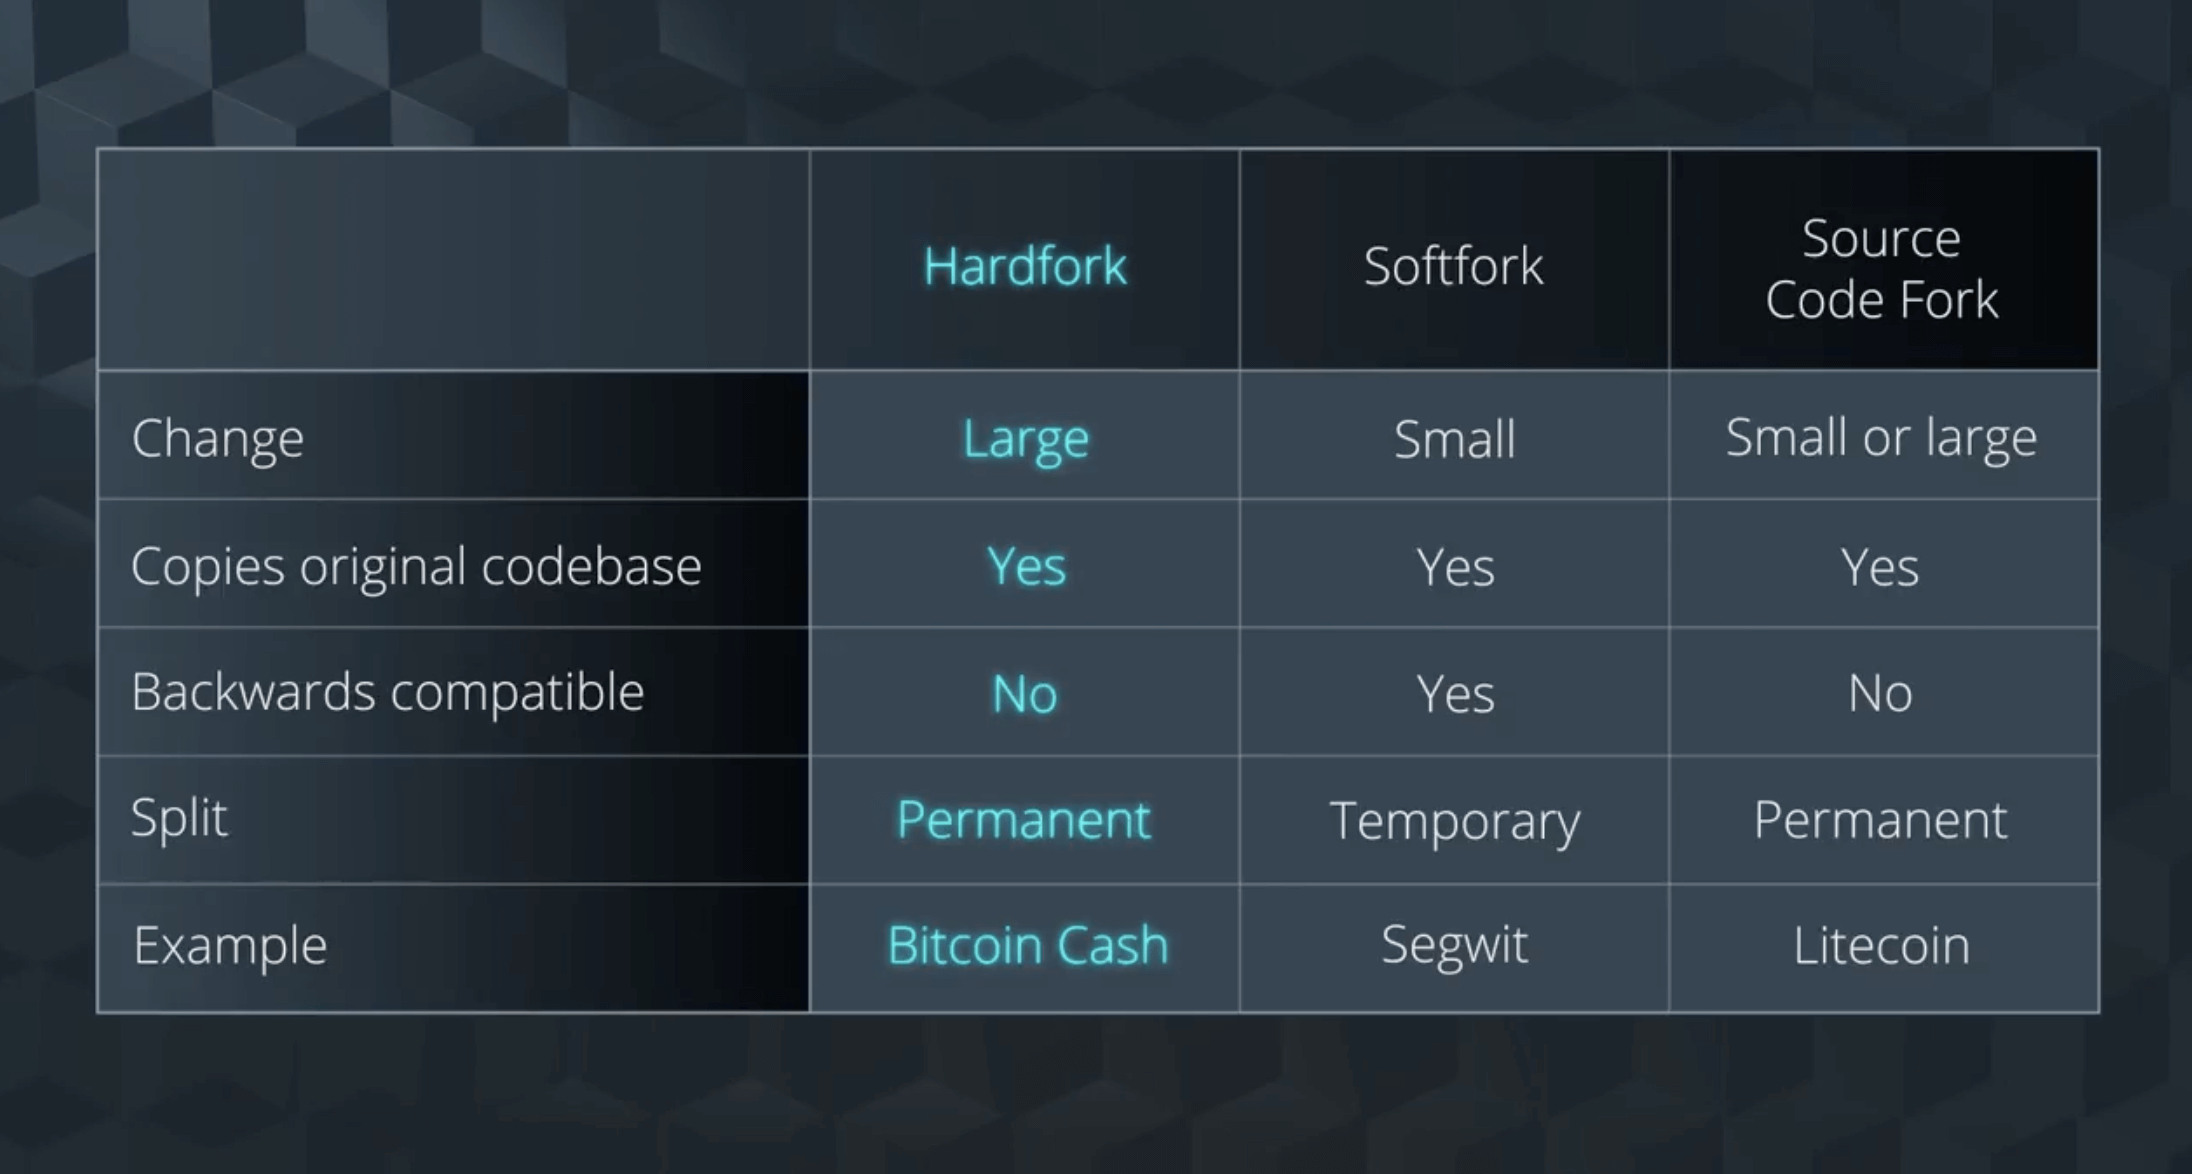 Hardfork
Softfork
Source
Code Fork
Change
Large
Small
Small or large
Copies original codebase
Yes
Yes
Yes
Backwards compatible
No
Yes
No
Split
Permanent
Temporary
Permanent
Example
Bitcoin Cash
Segwit
Litecoin